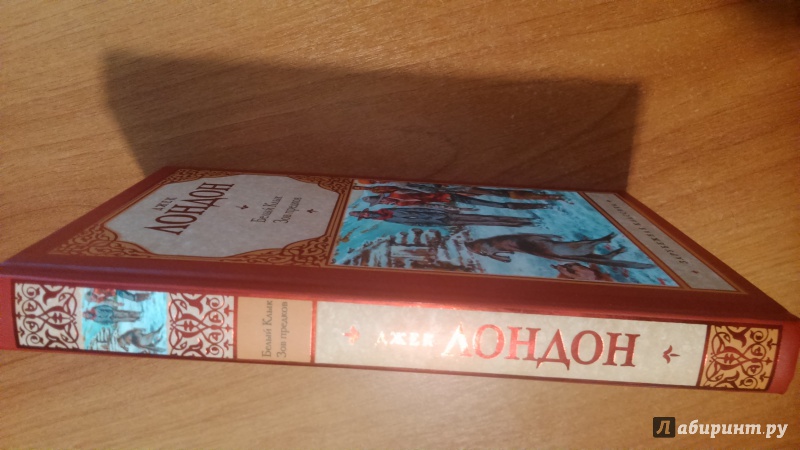 ДЖЕК
ЛОНДОН
Белый Клык
Зов предков
Белый Клык
Зов предков
ДЖЕК ЛОНДОН
Лабиринт.ру